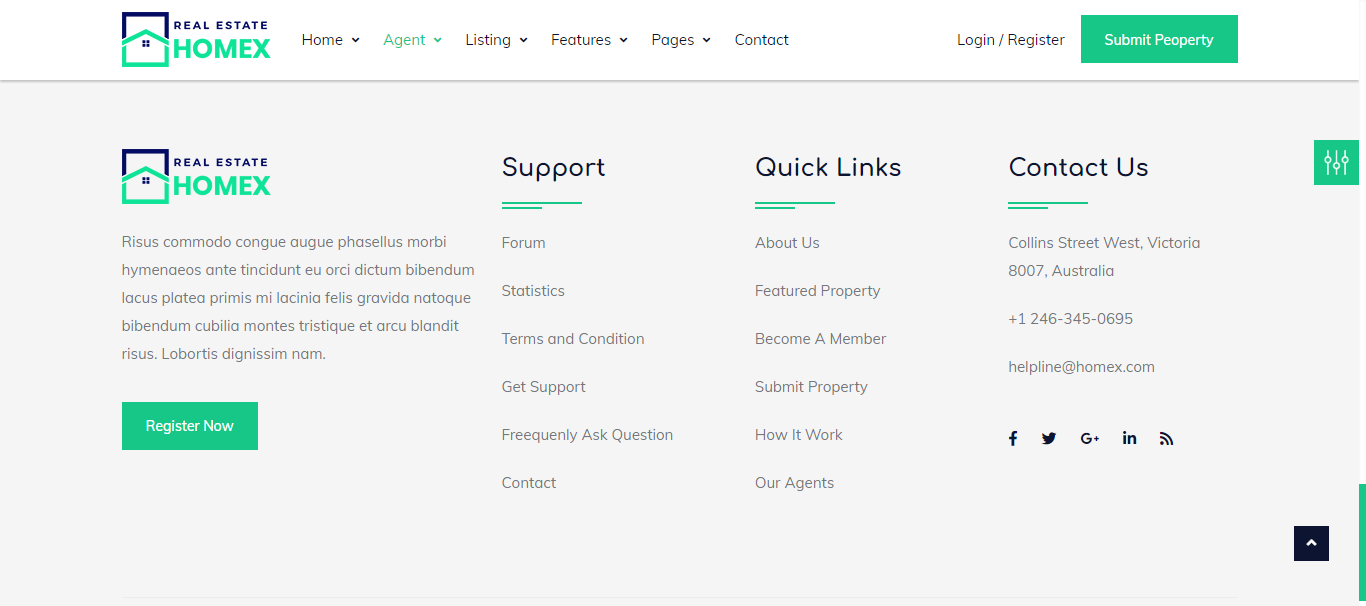 REAL ESTATE
HOMEX
Home Agent Listing Features Pages Contact Login / Register Submit Peoperty
REAL ESTATE
HOMEX
Risus commodo congue augue phasellus morbi
hymenaeos ante tincidunt eu orci dictum bibendum
lacus platea primis mi lacinia felis gravida natoque
bibendum cubilia montes tristique et arcu blandit
risus. Lobortis dignissim nam.
Register Now
Support
Forum
Statistics
Terms and Condition
Get Support
Freequenly Ask Question
Contact
Quick Links
About Us
Featured Property
Become A Member
Submit Property
How It Work
Our Agents
Contact Us
Collins Street West, Victoria
8007, Australia
+1 246-345-0695
helpline@homex.com